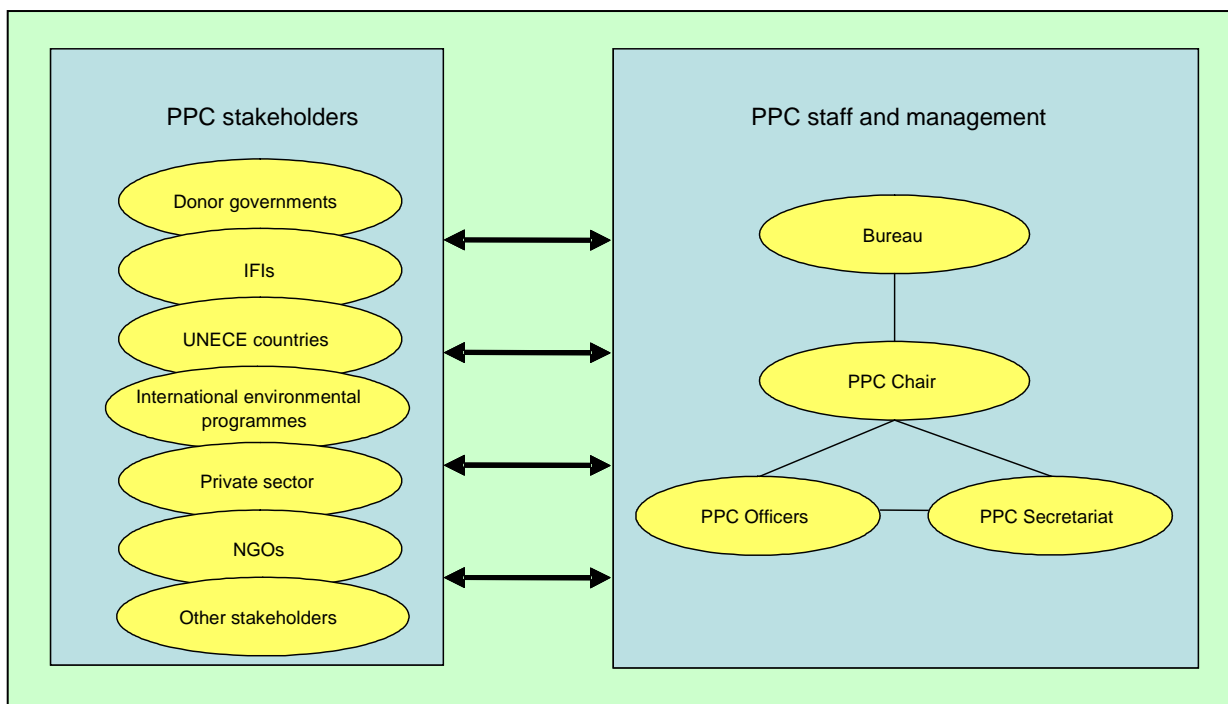 PPC stakeholders
Donor governments
IFIs
UNECE countries
International environmental
programmes
Private sector
NGOs
Other stakeholders
PPC staff and management
Bureau
PPC Chair
PPC Officers
PPC Secretariat